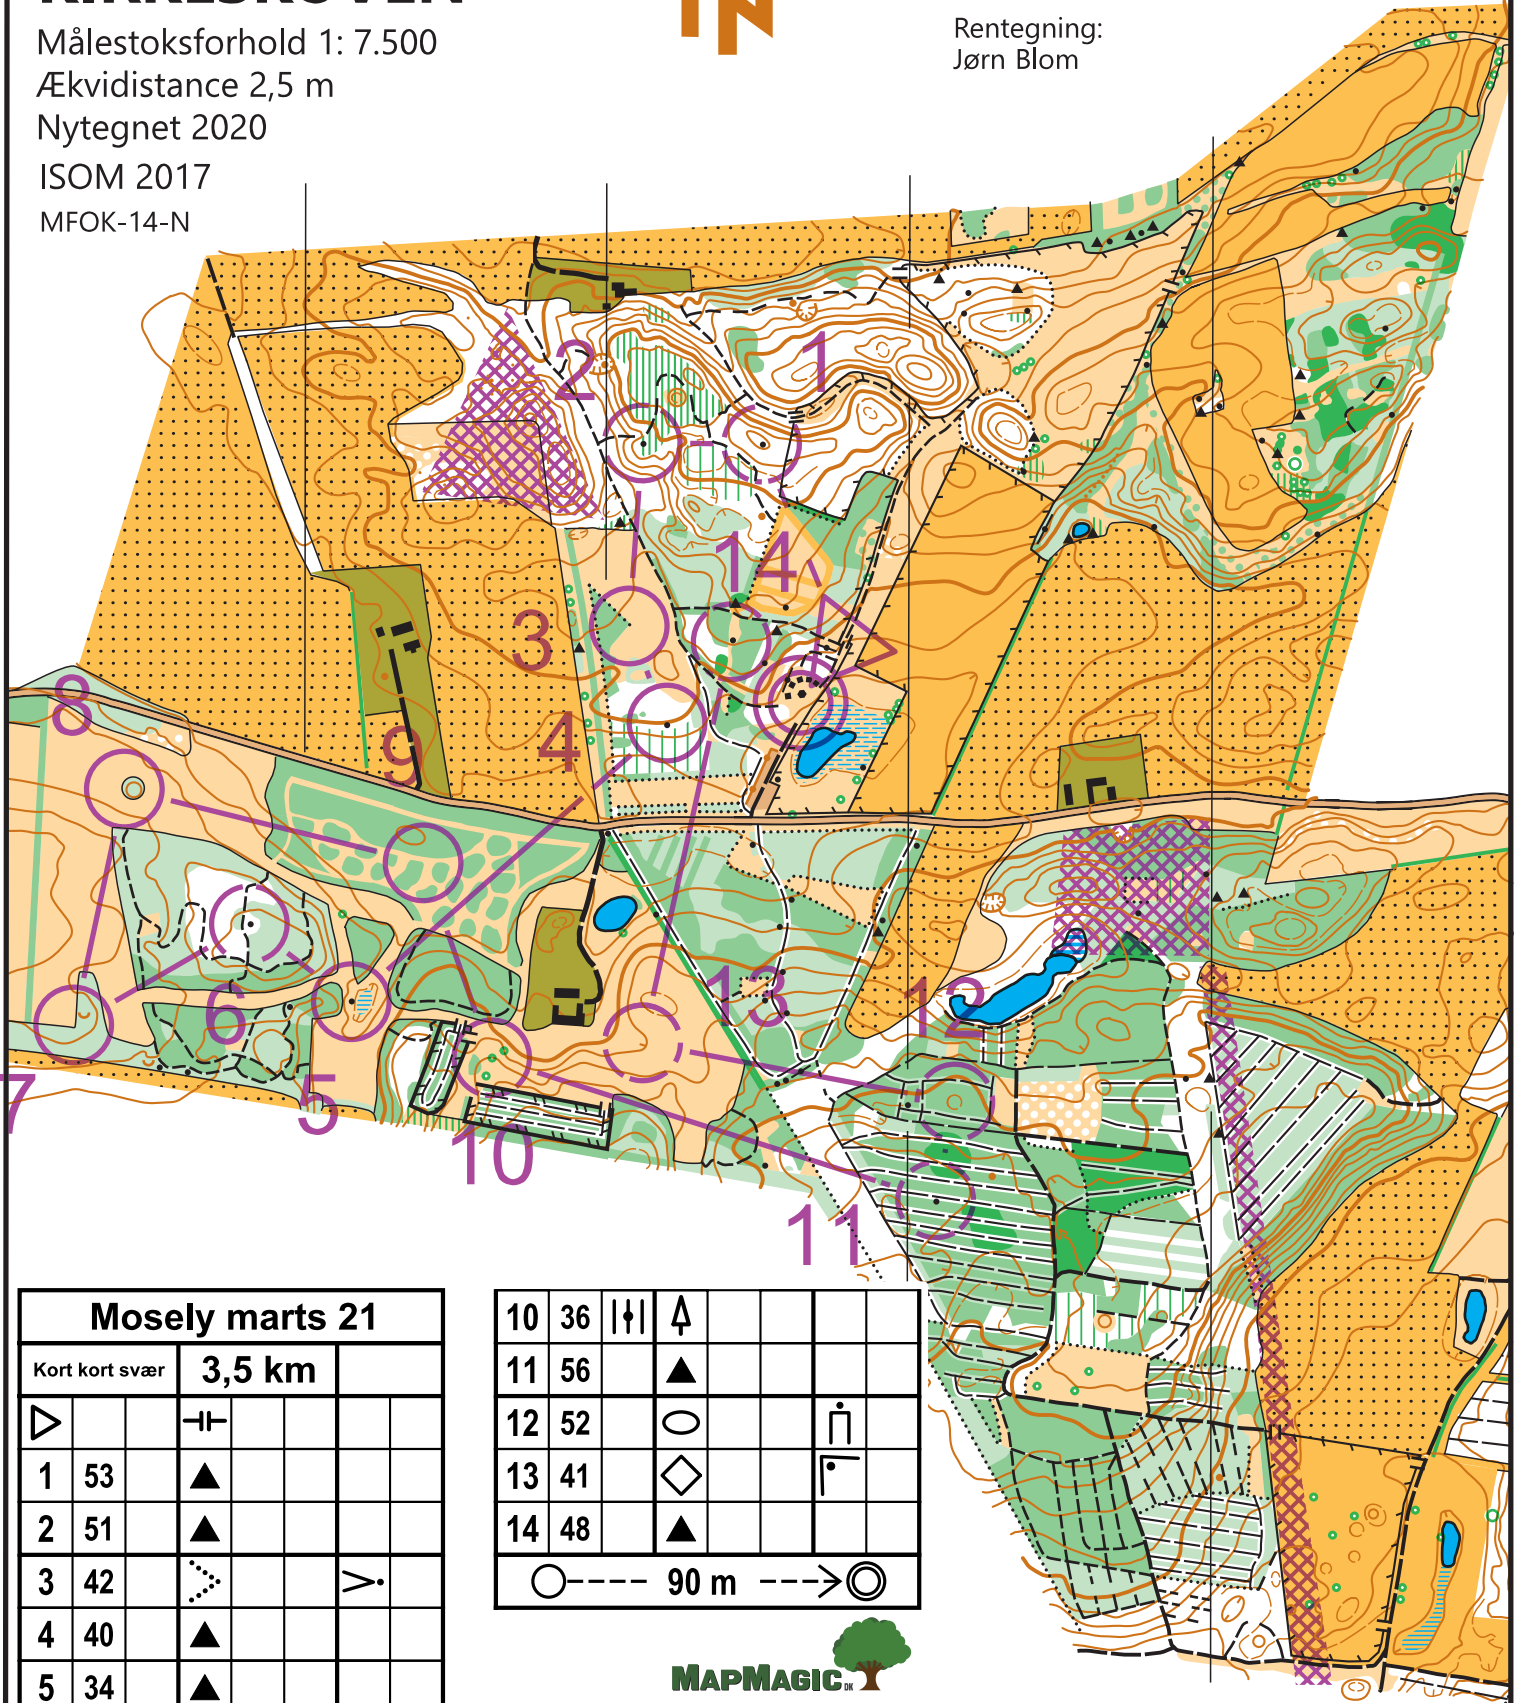 Målestoksforhold 1: 7.500
Ækvidistance 2,5 m
Nytegnet 2020
ISOM 2017
MFOK-14-N
N
Rentegning:
Jørn Blom
1
2
14
3
4
8
9
13
12
6
5
7
10
11
Mosely marts 21
Kort kort svær 3,5 km
1 53
2 51
3 42
4 40
5 34
10 36
11 56
12 52
13 41
14 48
90 m
MAPMAGIC DK